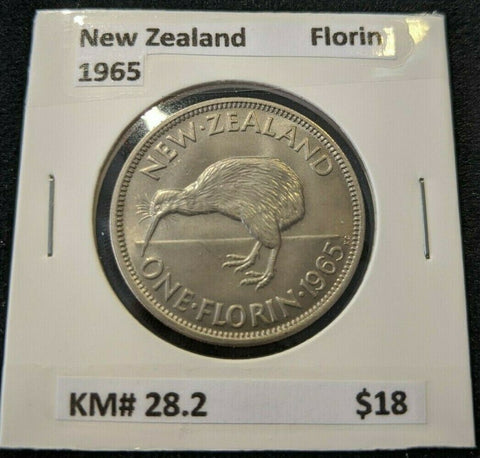 New Zealand Florin
1965
NEW·ZEALAND
ONE·FLORIN·1965
KM# 28.2 $18